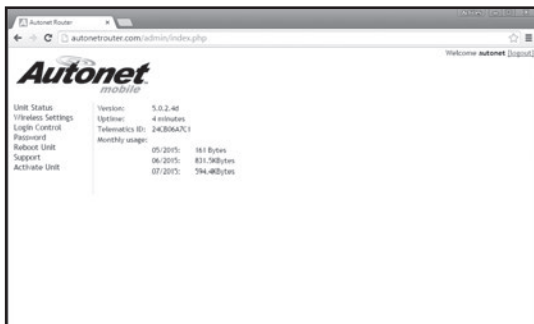 Autonet Router
autonetrouter.com/admin/index.php
Welcome autonet [logout]
Autonet
mobile
Unit Status
Wireless Settings
Login Control
Password
Reboot Unit
Support
Activate Unit
Version: 5.0.2.4d
Uptime: 4 minutes
Telematics ID: 24CB06A7C1
Monthly usage:
05/2015: 161 Bytes
06/2015: 831.5KBytes
07/2015: 594.4KBytes